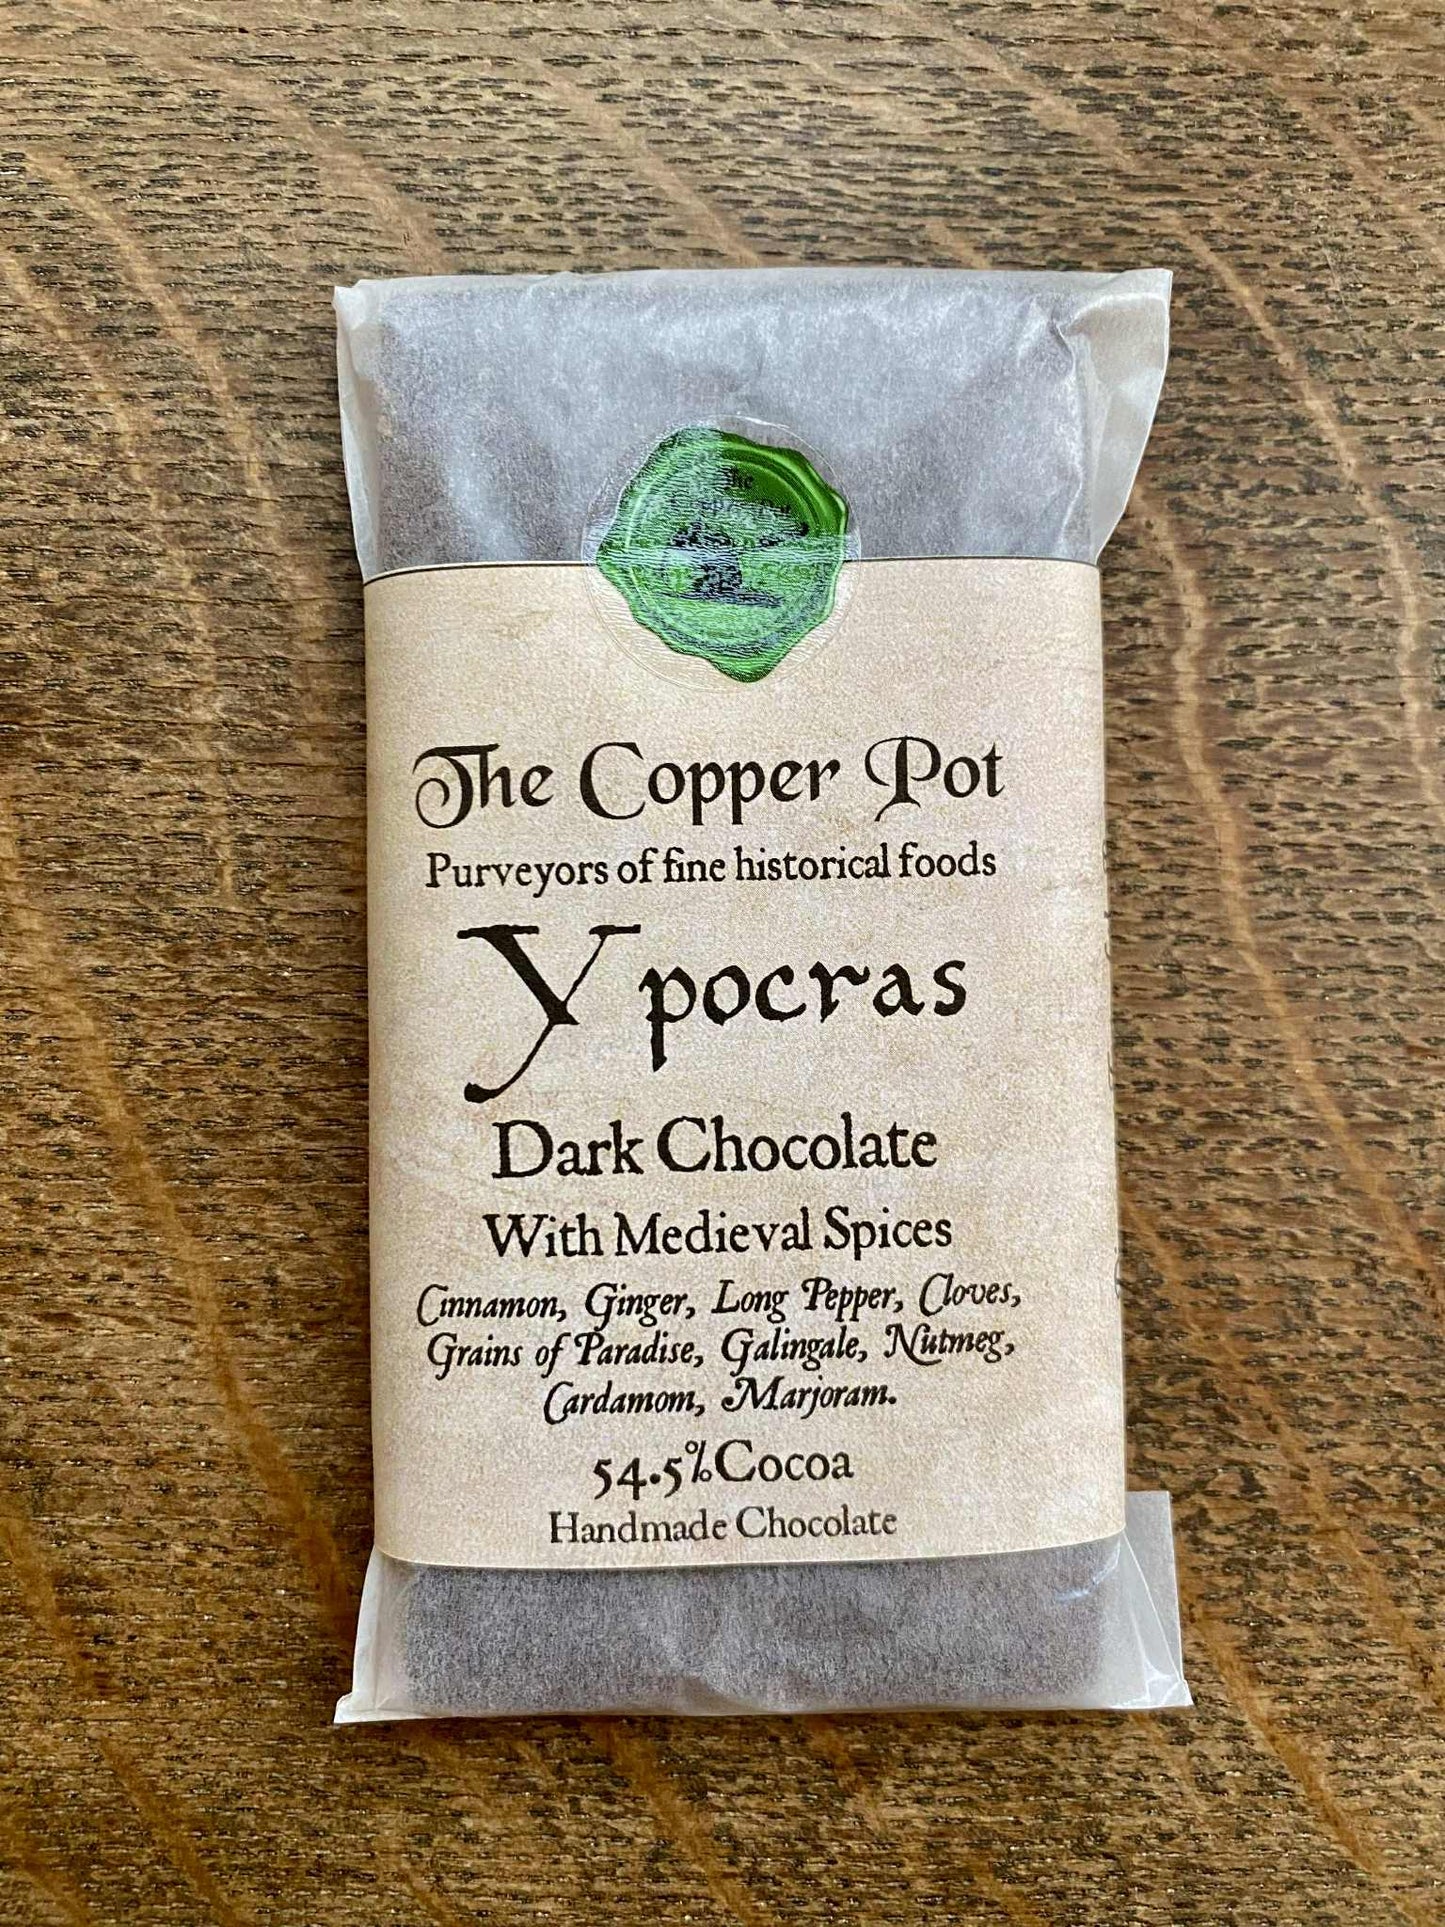 The
The Copper Pot
Purveyors of fine historical foods
Ypocras
Dark Chocolate
With Medieval Spices
Cinnamon, Ginger, Long Pepper, Cloves,
Grains of Paradise, Galingale, Nutmeg,
Cardamom, Marjoram.
54.5%Cocoa
Handmade Chocolate